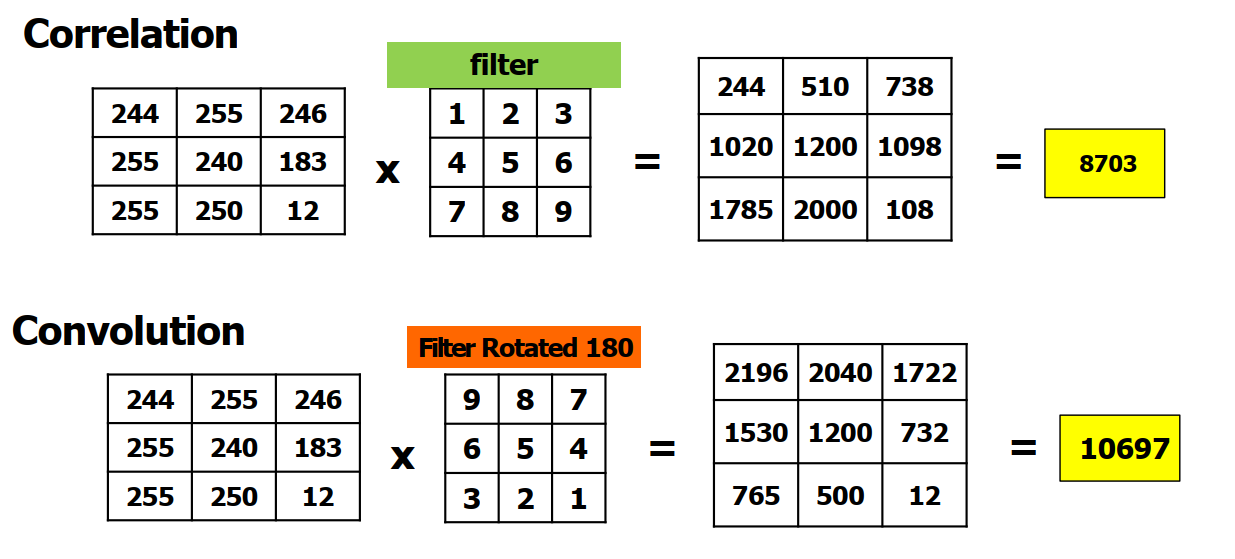 Correlation
filter
244 255 246 1 2 3 244 510 738
255 240 183 x 4 5 6 = 1020 1200 1098 = 8703
255 250 12 7 8 9 1785 2000 108
Convolution
Filter Rotated 180
244 255 246 9 8 7 2196 2040 1722
255 240 183 x 6 5 4 = 1530 1200 732 = 10697
255 250 12 3 2 1 765 500 12